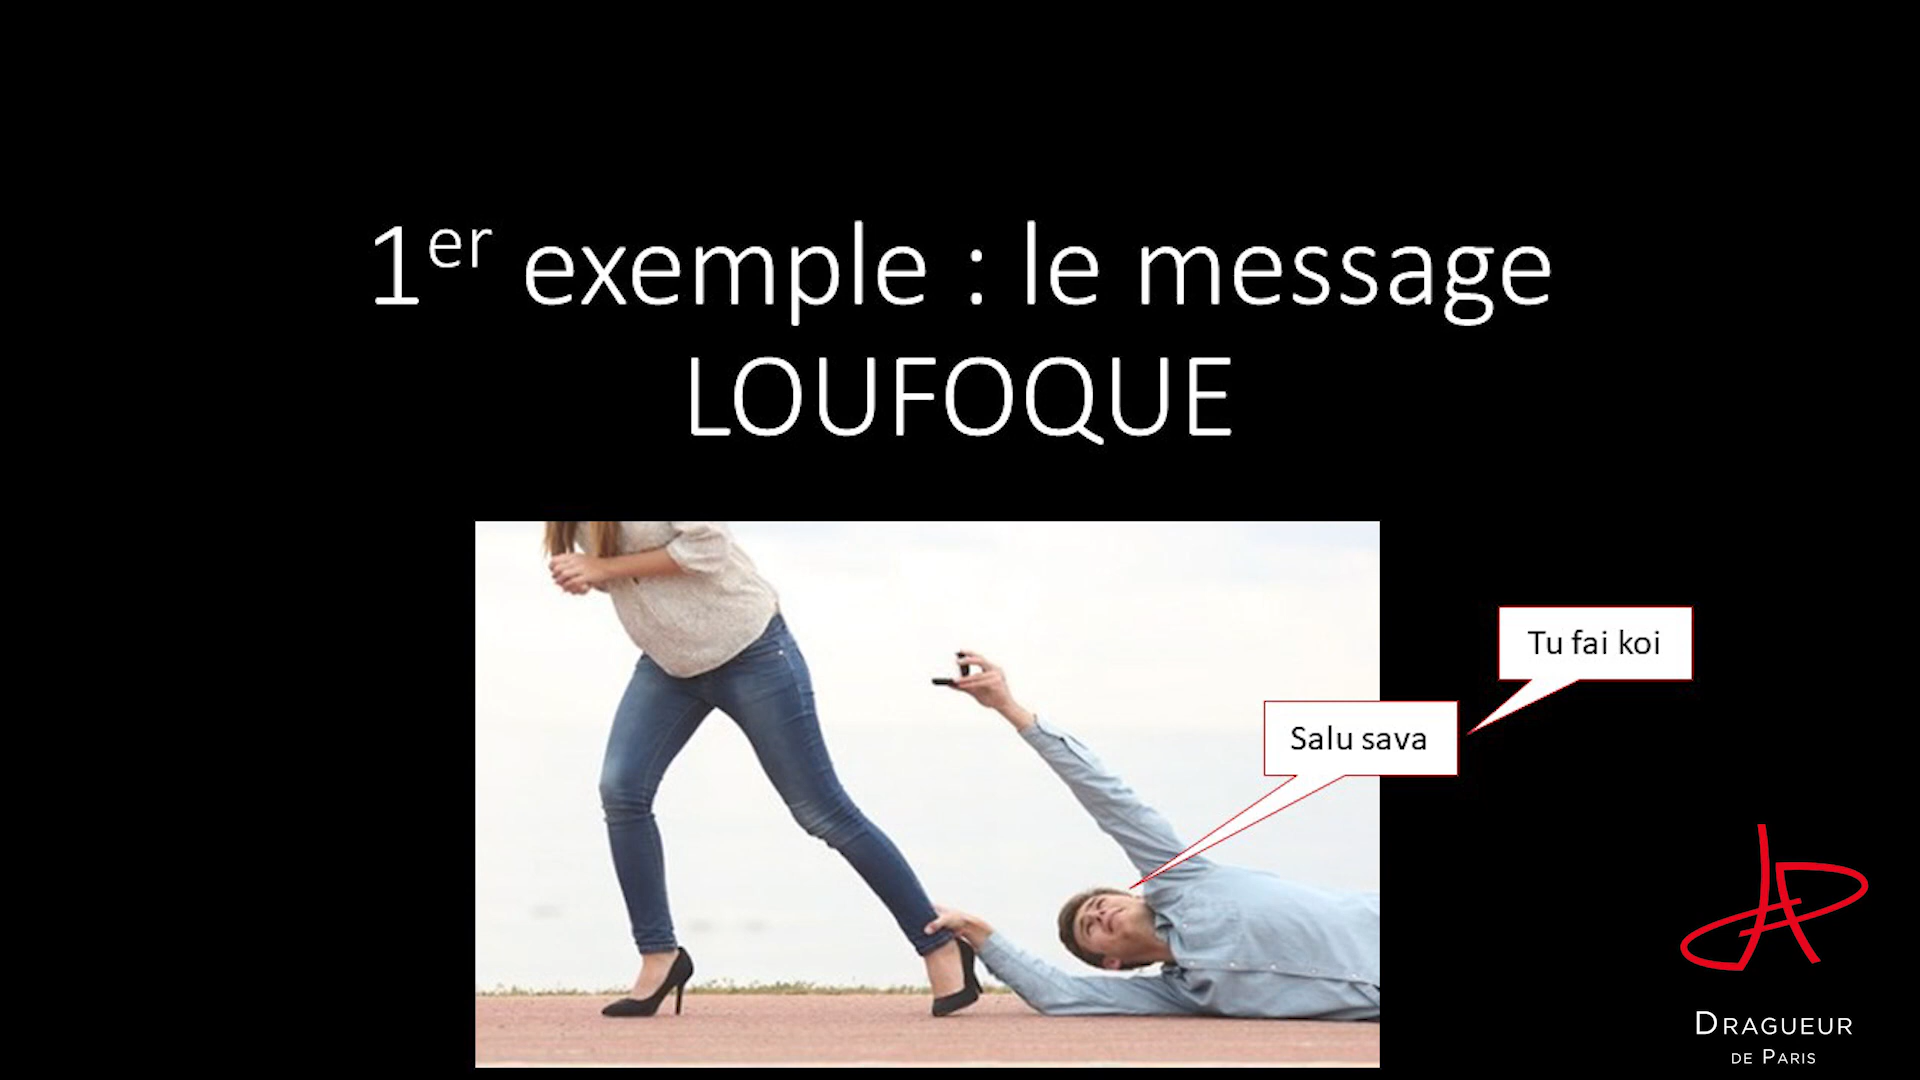 1er exemple : le message
LOUFOQUE
Tu fai koi
Salu sava
DRAGUEUR
DE PARIS